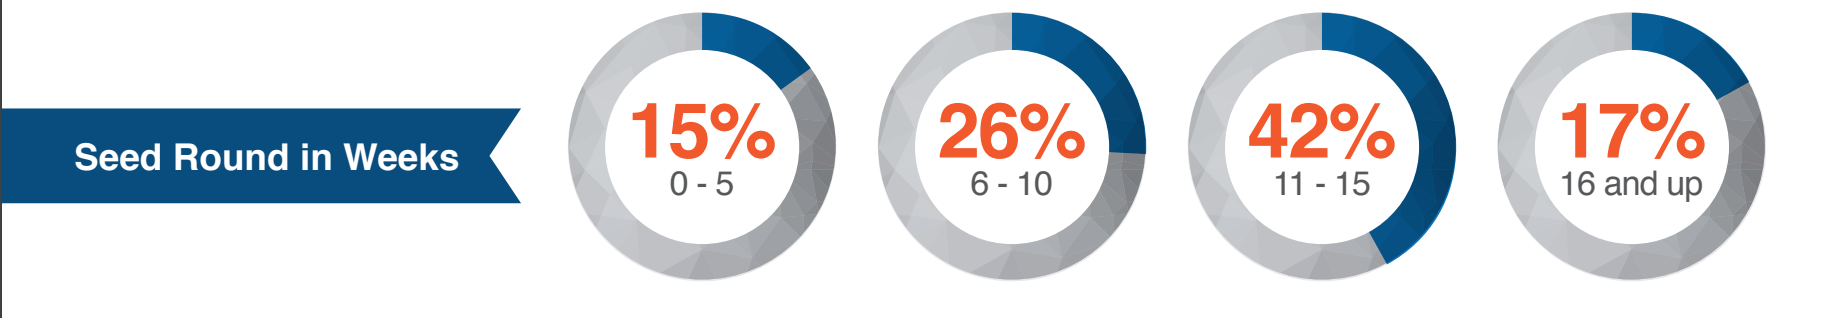 Seed Round in Weeks
15%
0 - 5
26%
6 - 10
42%
11 - 15
17%
16 and up